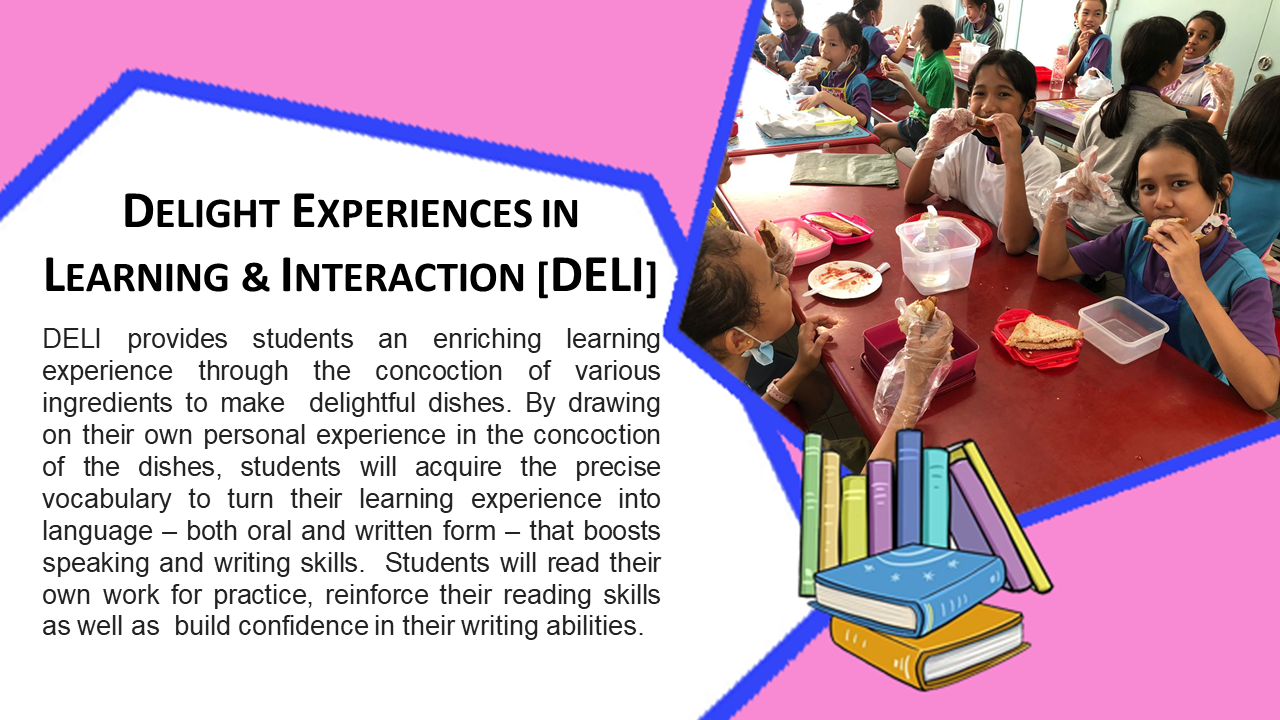 DELIGHT EXPERIENCES IN
LEARNING & INTERACTION [DELI]
DELI provides students an enriching learning
experience through the concoction of various
ingredients to make delightful dishes. By drawing
on their own personal experience in the concoction
of the dishes, students will acquire the precise
vocabulary to turn their learning experience into
language – both oral and written form – that boosts
speaking and writing skills. Students will read their
own work for practice, reinforce their reading skills
as well as build confidence in their writing abilities.